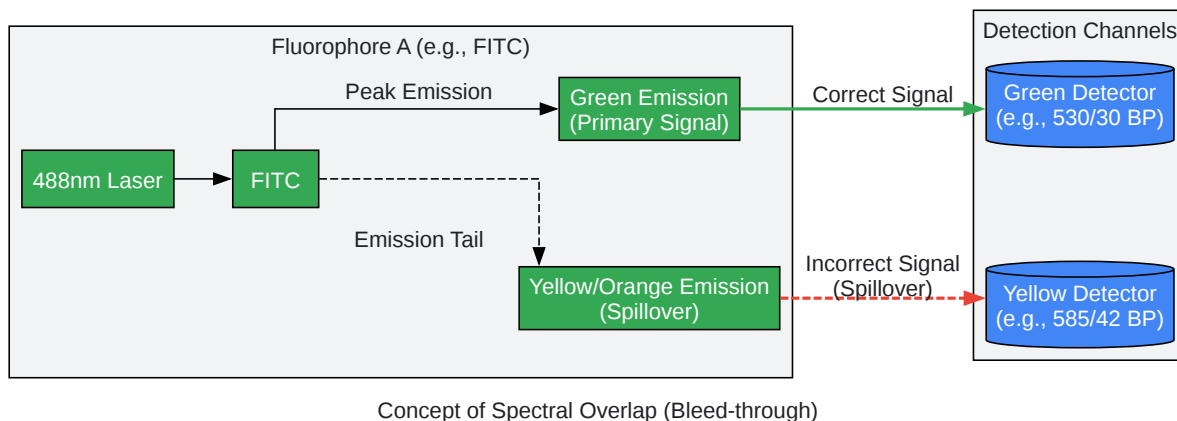 Fluorophore A (e.g., FITC)
Detection Channels
Peak Emission
Green Emission
(Primary Signal)
Correct Signal
Green Detector
(e.g., 530/30 BP)
488nm Laser
FITC
Emission Tail
Yellow/Orange Emission
(Spillover)
Incorrect Signal
(Spillover)
Yellow Detector
(e.g., 585/42 BP)
Concept of Spectral Overlap (Bleed-through)